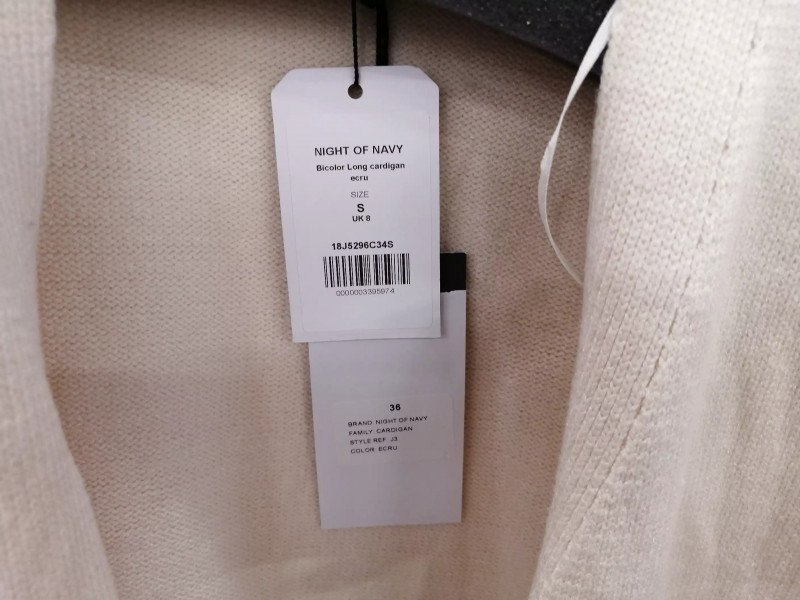 NIGHT OF NAVY
Bicolor Long cardigan
ecru
SIZE
S
UK 8
18J5296C34S
0000003395974
36
BRAND NIGHT OF NAVY
FAMILY CARDIGAN
STYLE REF J3
COLOR ECRU